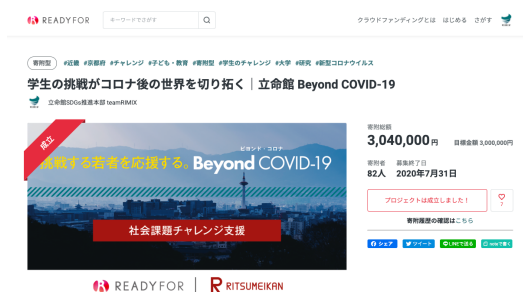 READYFOR
キーワードでさがす
クラウドファンディングとは はじめる さがす
寄附型 #近畿 #京都府 #チャレンジ #子ども・教育 #寄附型 #学生のチャレンジ #大学 #研究 #新型コロナウイルス
学生の挑戦がコロナ後の世界を切り拓く｜立命館 Beyond COVID-19
立命館SDGs推進本部 teamRIMIX
成立
ビヨンド・コロナ
挑戦する若者を応援する。Beyond COVID-19
社会課題チャレンジ支援
READYFOR | RITSUMEIKAN
寄附総額
3,040,000円 目標金額 3,000,000円
寄附者 募集終了日
82人 2020年7月31日
プロジェクトは成立しました！
7
寄附履歴の確認はこちら
シェア ツイート LINEで送る noteで書く